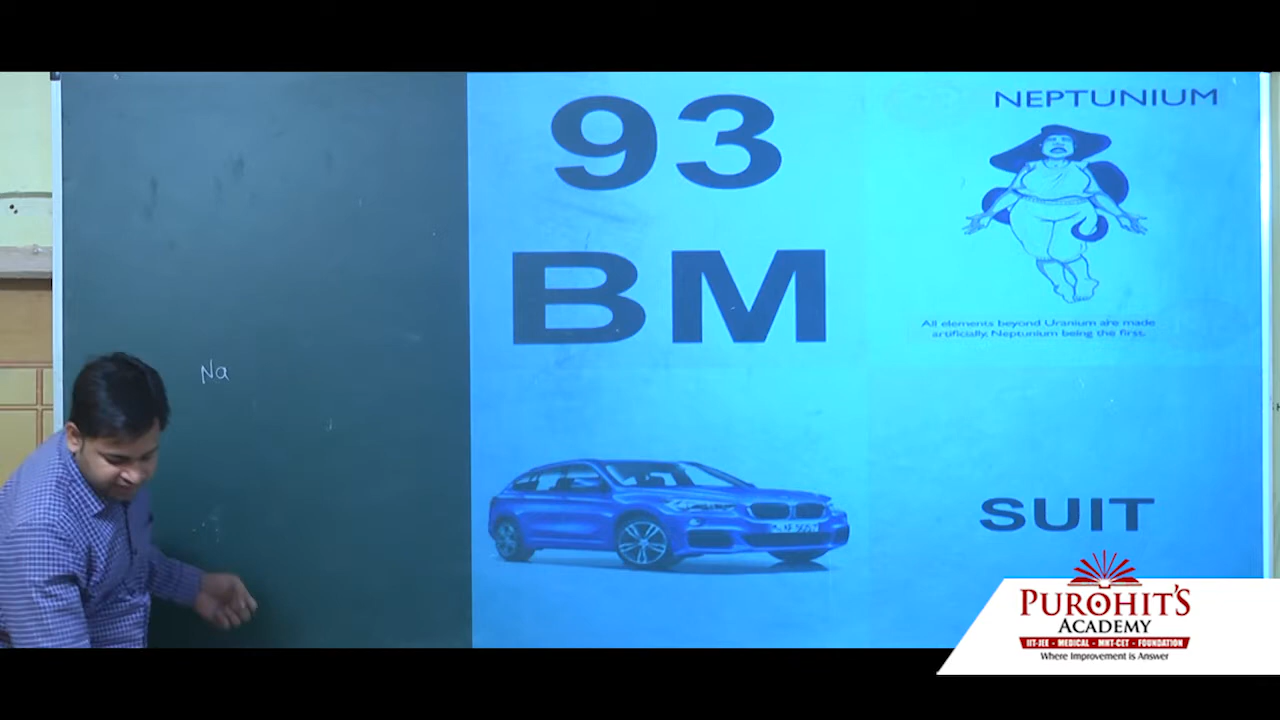 93
NEPTUNIUM
BM
All elements beyond Uranium are made
artificially. Neptunium being the first.
Na
SUIT
PUROHIT'S
ACADEMY
IIT-JEE - MEDICAL - MHT-CET - FOUNDATION
Where Improvement is Answer